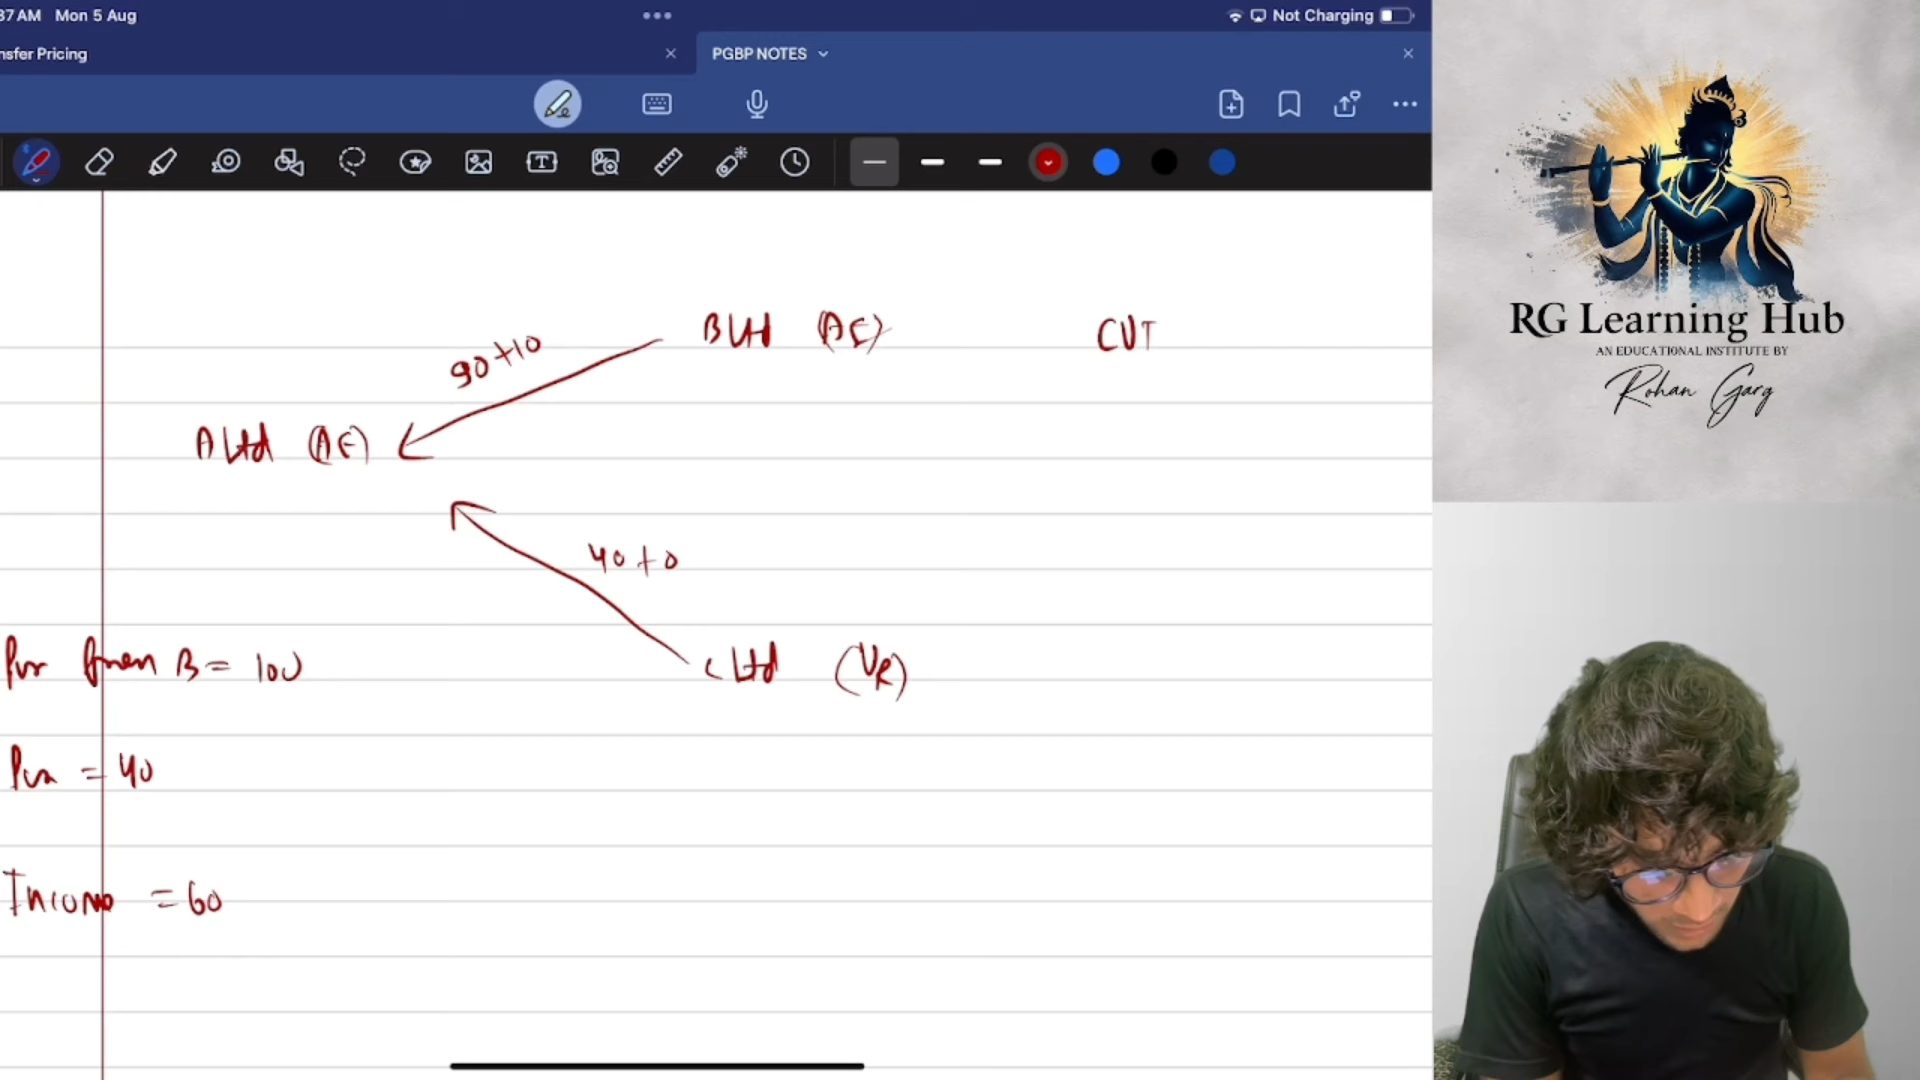 37 AM Mon 5 Aug
Not Charging
nsfer Pricing
PGBP NOTES
B Ltd (AE)
CUT
90+10
A Ltd (AE)
40+0
C Ltd (UR)
Pur from B = 100
Pur = 40
Income = 60
RG Learning Hub
AN EDUCATIONAL INSTITUTE BY
Rohan Garg